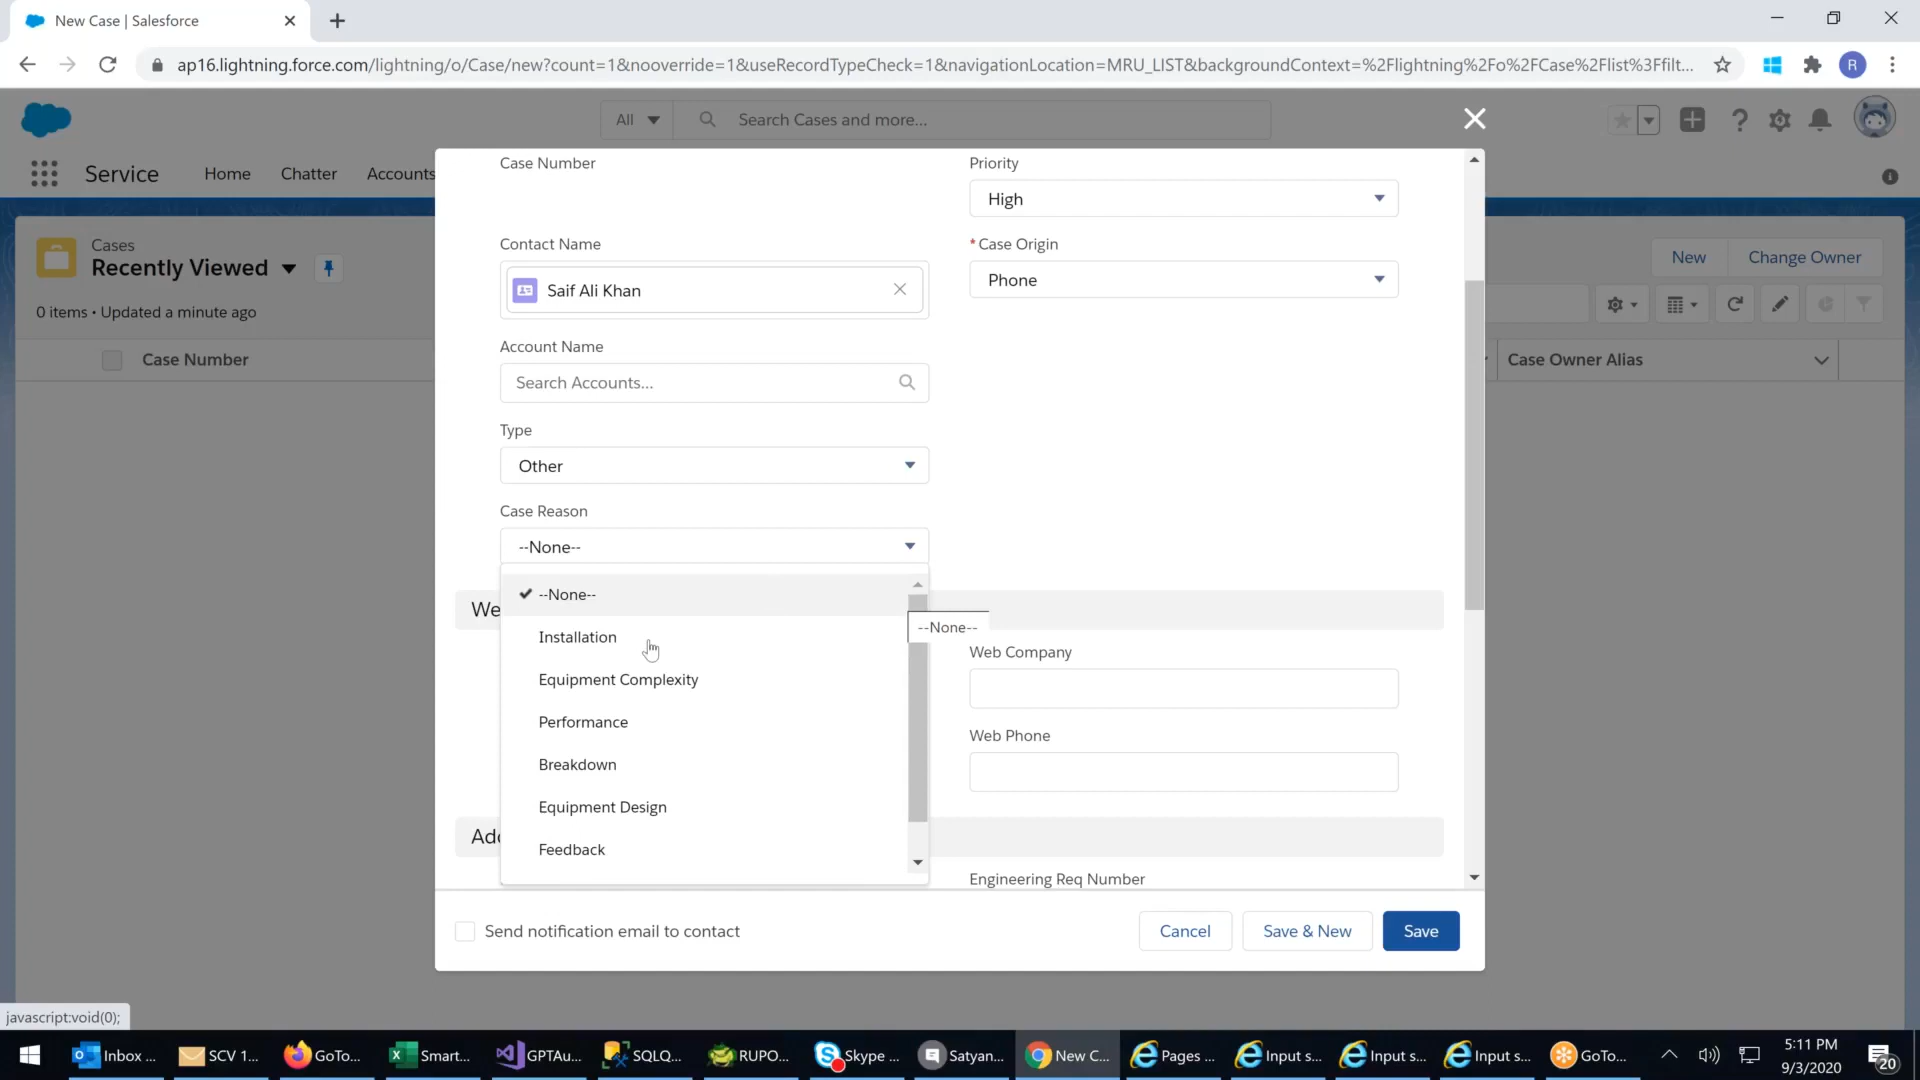 New Case | Salesforce
ap16.lightning.force.com/lightning/o/Case/new?count=1&nooverride=1&useRecordTypeCheck=1&navigationLocation=MRU_LIST&backgroundContext=%2Flightning%2Fo%2FCase%2Flist%3Ffilt...
R
All
Search Cases and more...
Service
Home
Chatter
Accounts
Cases
Recently Viewed
0 items • Updated a minute ago
New
Change Owner
Case Number
Case Owner Alias
Case Number
Priority
High
Contact Name
Saif Ali Khan
*Case Origin
Phone
Account Name
Search Accounts...
Type
Other
Case Reason
--None--
--None--
Installation
Equipment Complexity
Performance
Breakdown
Equipment Design
Feedback
--None--
We
Web Company
Web Phone
Add
Engineering Req Number
Send notification email to contact
Cancel
Save & New
Save
javascript:void(0);
Inbox ...
SCV 1...
GoTo...
Smart...
GPTAu...
SQLQ...
RUPO...
Skype ...
Satyan...
New C...
Pages ...
Input s...
Input s...
Input s...
GoTo...
5:11 PM
9/3/2020
20